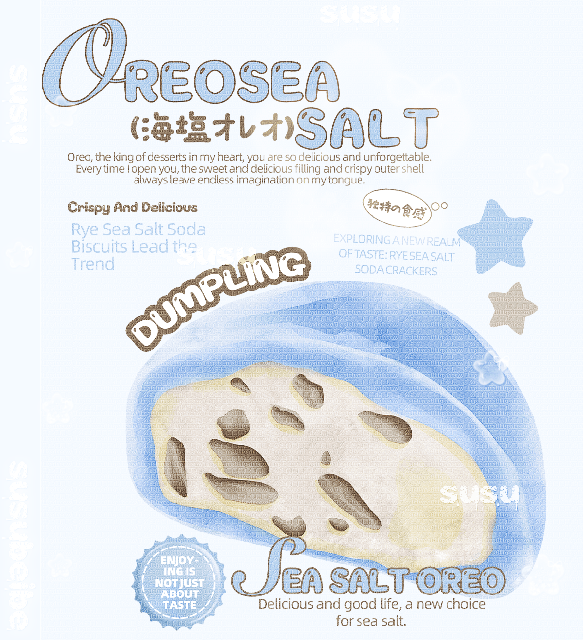 susu
OREOSEA
(海塩オレオ)SALT
Oreo, the king of desserts in my heart, you are so delicious and unforgettable.
Every time I open you, the sweet and delicious filling and crispy outer shell
always leave endless imagination on my tongue.
Crispy And Delicious
独特の食感
Rye Sea Salt Soda
Biscuits Lead the
Trend
EXPLORING A NEW REALM
OF TASTE: RYE SEA SALT
SODA CRACKERS
susu
DUMPLING
susu
susu
ENJOY-
ING IS
NOT JUST
ABOUT
TASTE
SEA SALT OREO
Delicious and good life, a new choice
for sea salt.